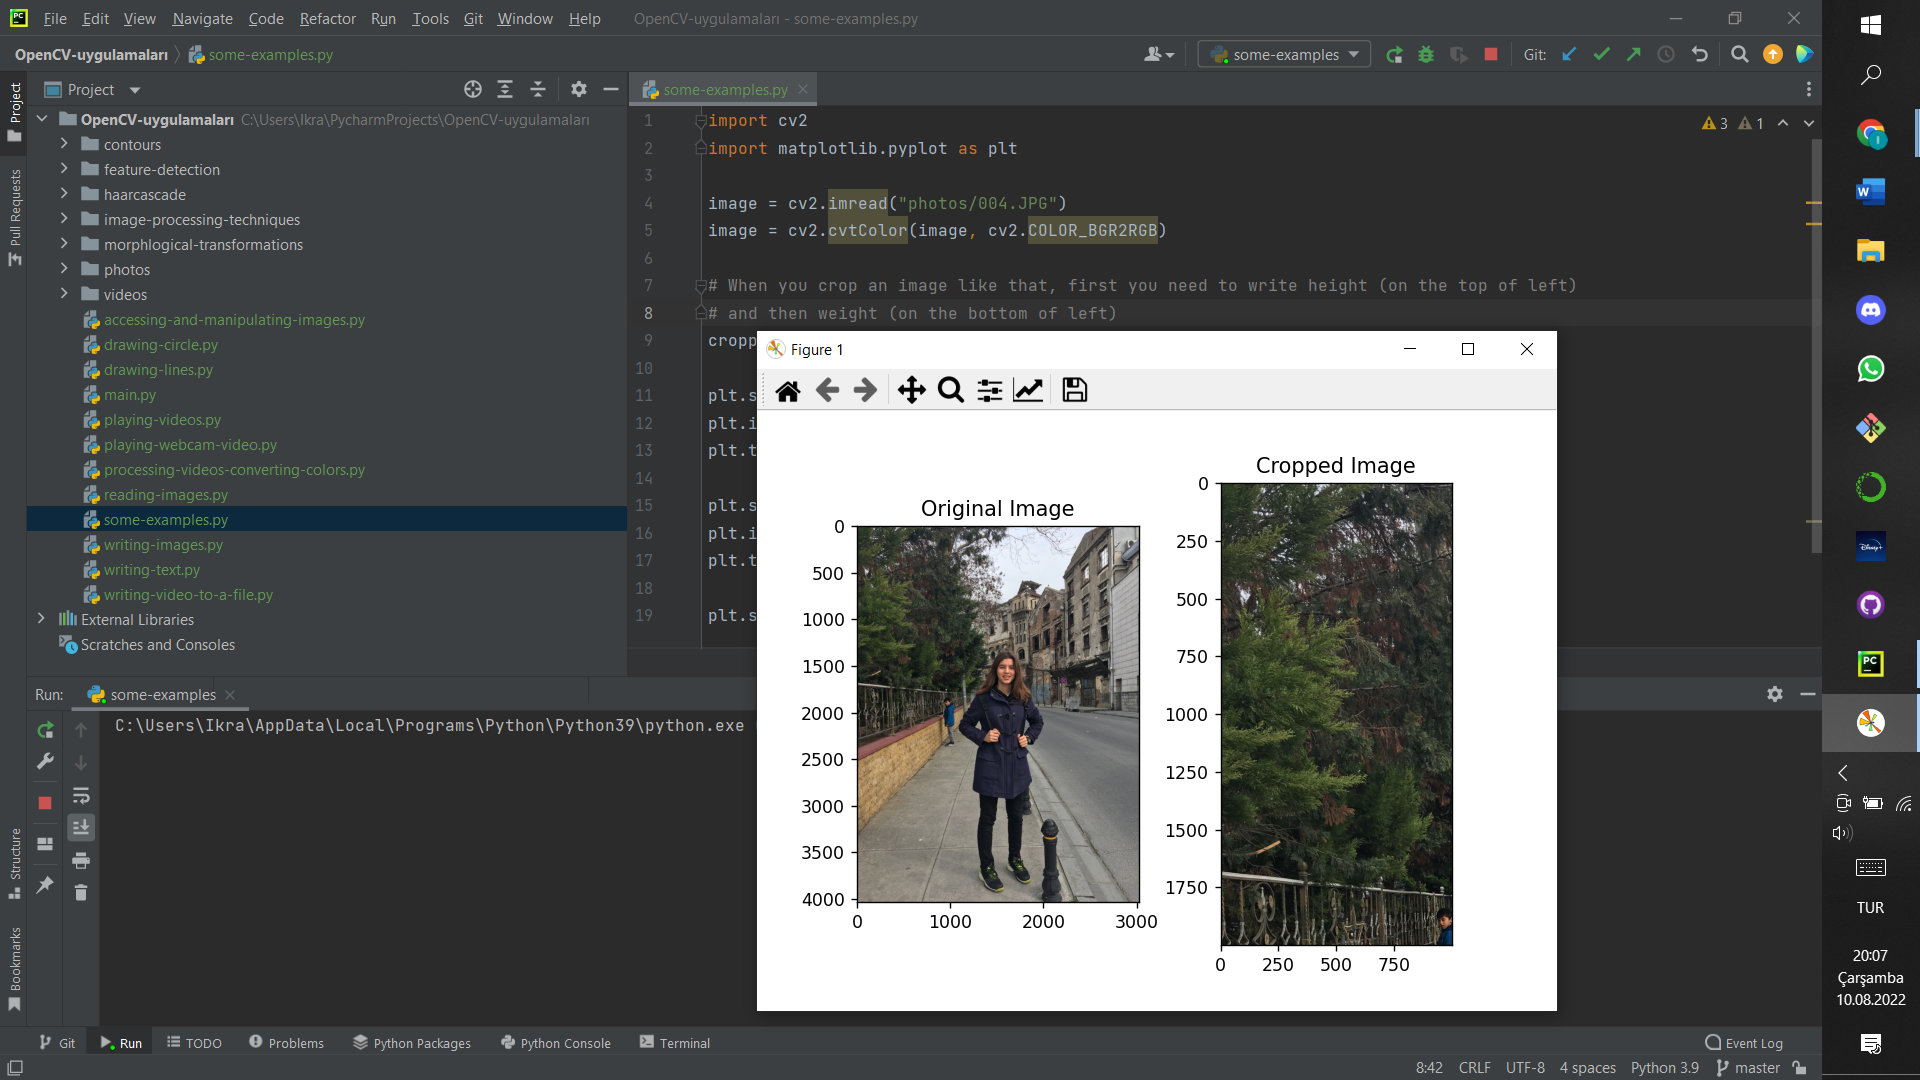 File Edit View Navigate Code Refactor Run Tools Git Window Help OpenCV-uygulamaları - some-examples.py
OpenCV-uygulamaları some-examples.py
some-examples Git:
Project
Project
Pull Requests
Structure
Bookmarks
OpenCV-uygulamaları C:\Users\Ikra\PycharmProjects\OpenCV-uygulamaları
contours
feature-detection
haarcascade
image-processing-techniques
morphlogical-transformations
photos
videos
accessing-and-manipulating-images.py
drawing-circle.py
drawing-lines.py
main.py
playing-videos.py
playing-webcam-video.py
processing-videos-converting-colors.py
reading-images.py
some-examples.py
writing-images.py
writing-text.py
writing-video-to-a-file.py
External Libraries
Scratches and Consoles
some-examples.py
3 1
1 import cv2
2 import matplotlib.pyplot as plt
3
4 image = cv2.imread("photos/004.JPG")
5 image = cv2.cvtColor(image, cv2.COLOR_BGR2RGB)
6
7 # When you crop an image like that, first you need to write height (on the top of left)
8 # and then weight (on the bottom of left)
9 cropp
10
11 plt.s
12 plt.i
13 plt.t
14
15 plt.s
16 plt.i
17 plt.t
18
19 plt.s
Figure 1
Original Image
0
500
1000
1500
2000
2500
3000
3500
4000
0 1000 2000 3000
Cropped Image
0
250
500
750
1000
1250
1500
1750
0 250 500 750
Run: some-examples
C:\Users\Ikra\AppData\Local\Programs\Python\Python39\python.exe
Git Run TODO Problems Python Packages Python Console Terminal Event Log
8:42 CRLF UTF-8 4 spaces Python 3.9 master
PC
W
Disney+
PC
TUR
20:07
Çarşamba
10.08.2022